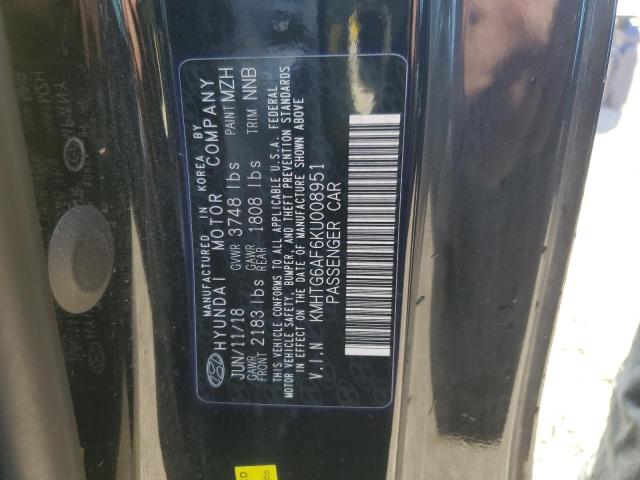 MANUFACTURED IN KOREA BY
HYUNDAI MOTOR COMPANY
JUN/11/18 GVWR 3748 lbs PAINT MZH
GAWR FRONT 2183 lbs GAWR REAR 1808 lbs TRIM NNB
THIS VEHICLE CONFORMS TO ALL APPLICABLE U.S.A. FEDERAL
MOTOR VEHICLE SAFETY, BUMPER, AND THEFT PREVENTION STANDARDS
IN EFFECT ON THE DATE OF MANUFACTURE SHOWN ABOVE
V.I.N KMHTG6AF6KU008951
PASSENGER CAR